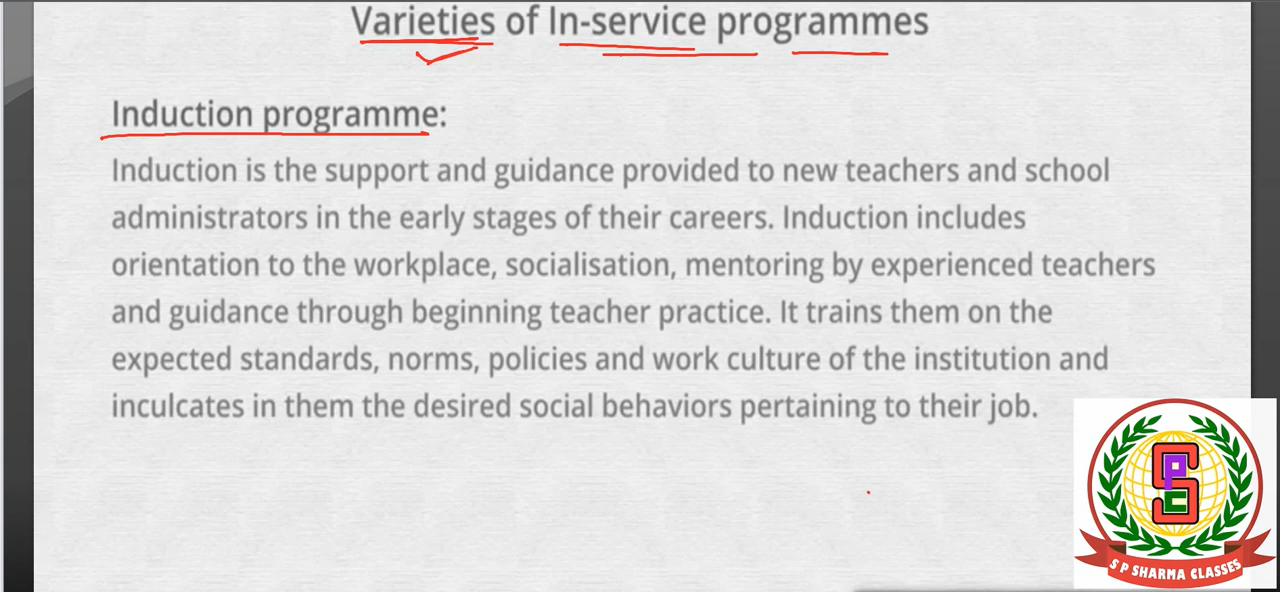 Varieties of In-service programmes
Induction programme:
Induction is the support and guidance provided to new teachers and school
administrators in the early stages of their careers. Induction includes
orientation to the workplace, socialisation, mentoring by experienced teachers
and guidance through beginning teacher practice. It trains them on the
expected standards, norms, policies and work culture of the institution and
inculcates in them the desired social behaviors pertaining to their job.
SPC
S P SHARMA CLASSES